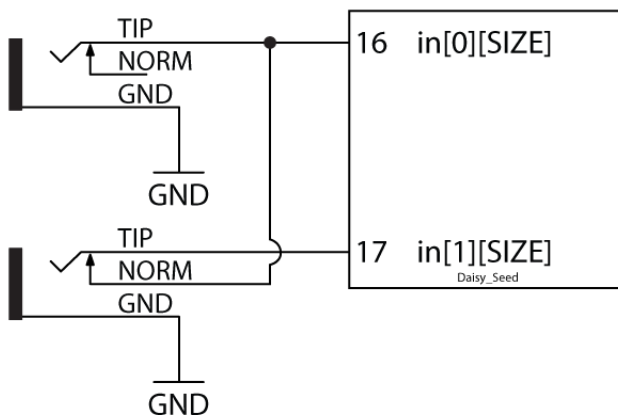 TIP
16 in[0][SIZE]
NORM
GND
GND
TIP
17 in[1][SIZE]
NORM
Daisy_Seed
GND
GND